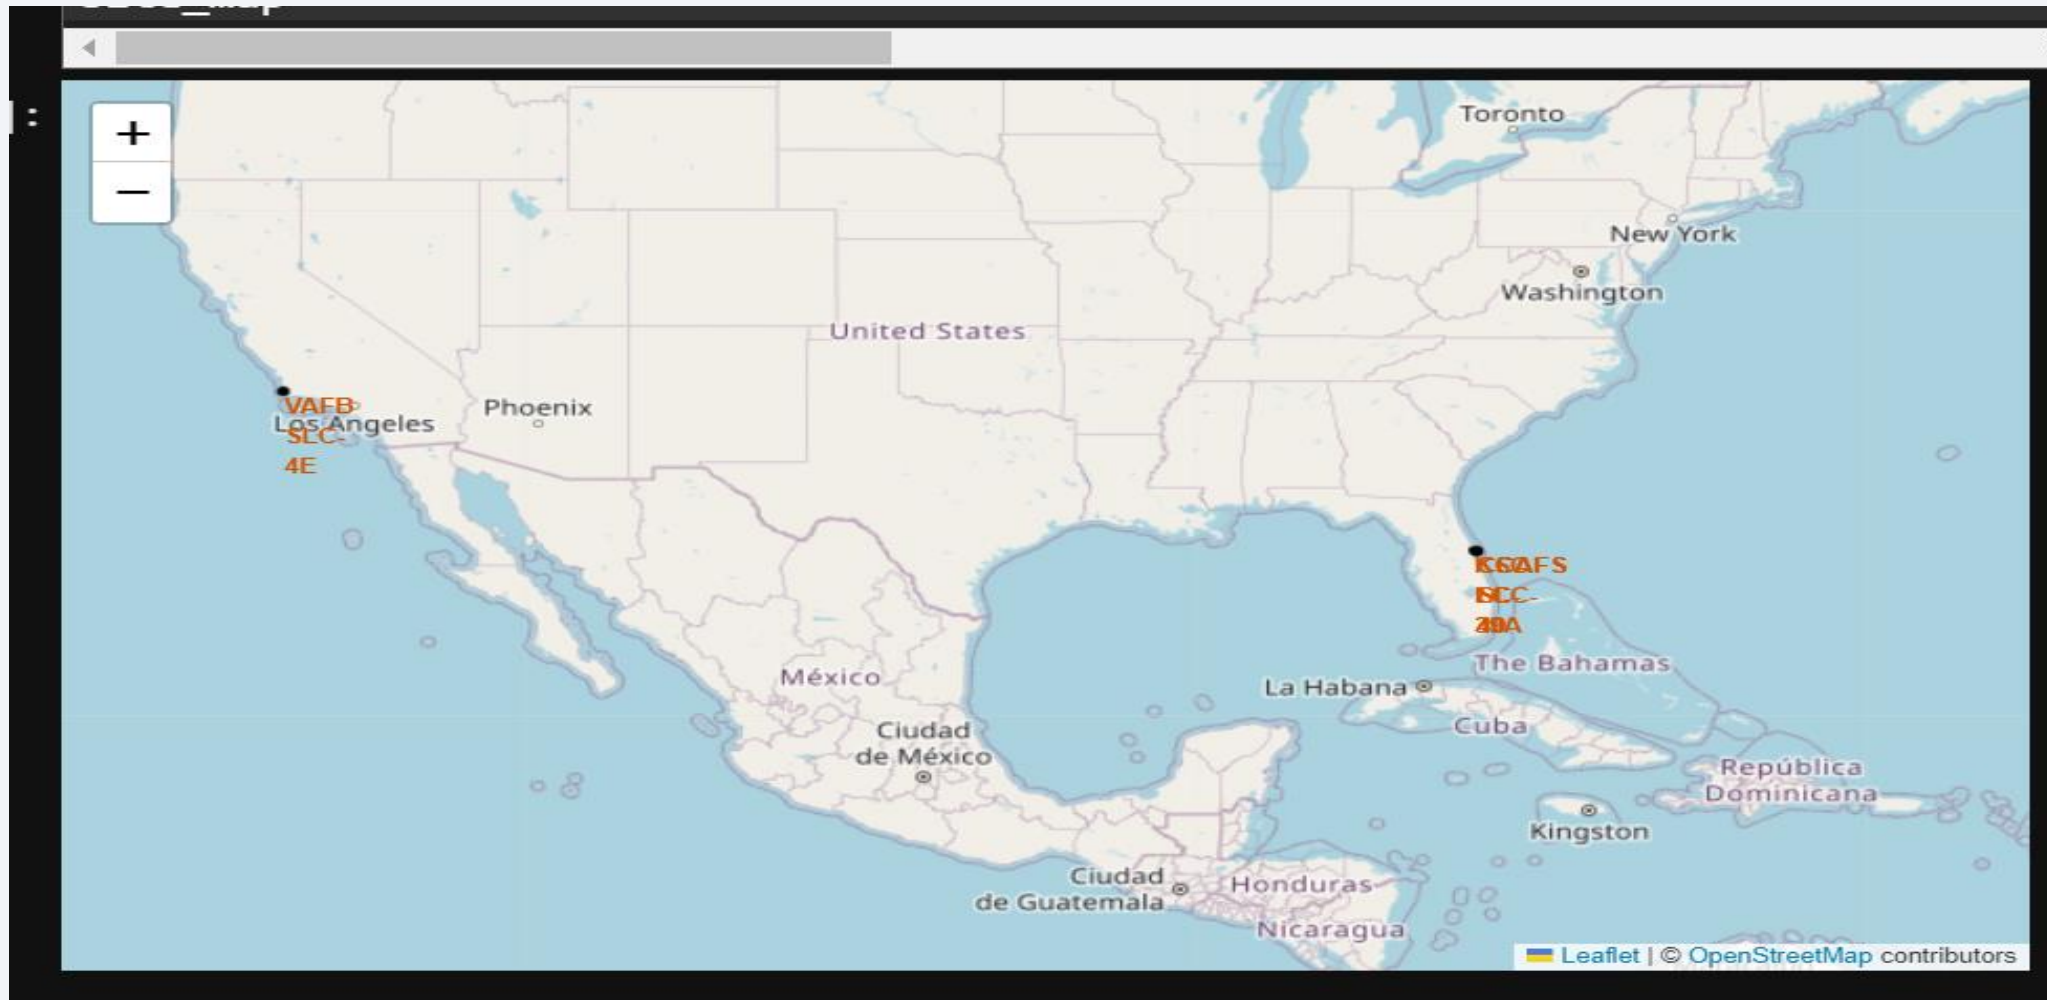 :
+
−
Toronto
New York
Washington
United States
VAFB
Los Angeles
SLC-
4E
Phoenix
The Bahamas
México
La Habana
Cuba
Ciudad
de México
República
Dominicana
Kingston
Ciudad
de Guatemala
Honduras
Nicaragua
Leaflet | © OpenStreetMap contributors